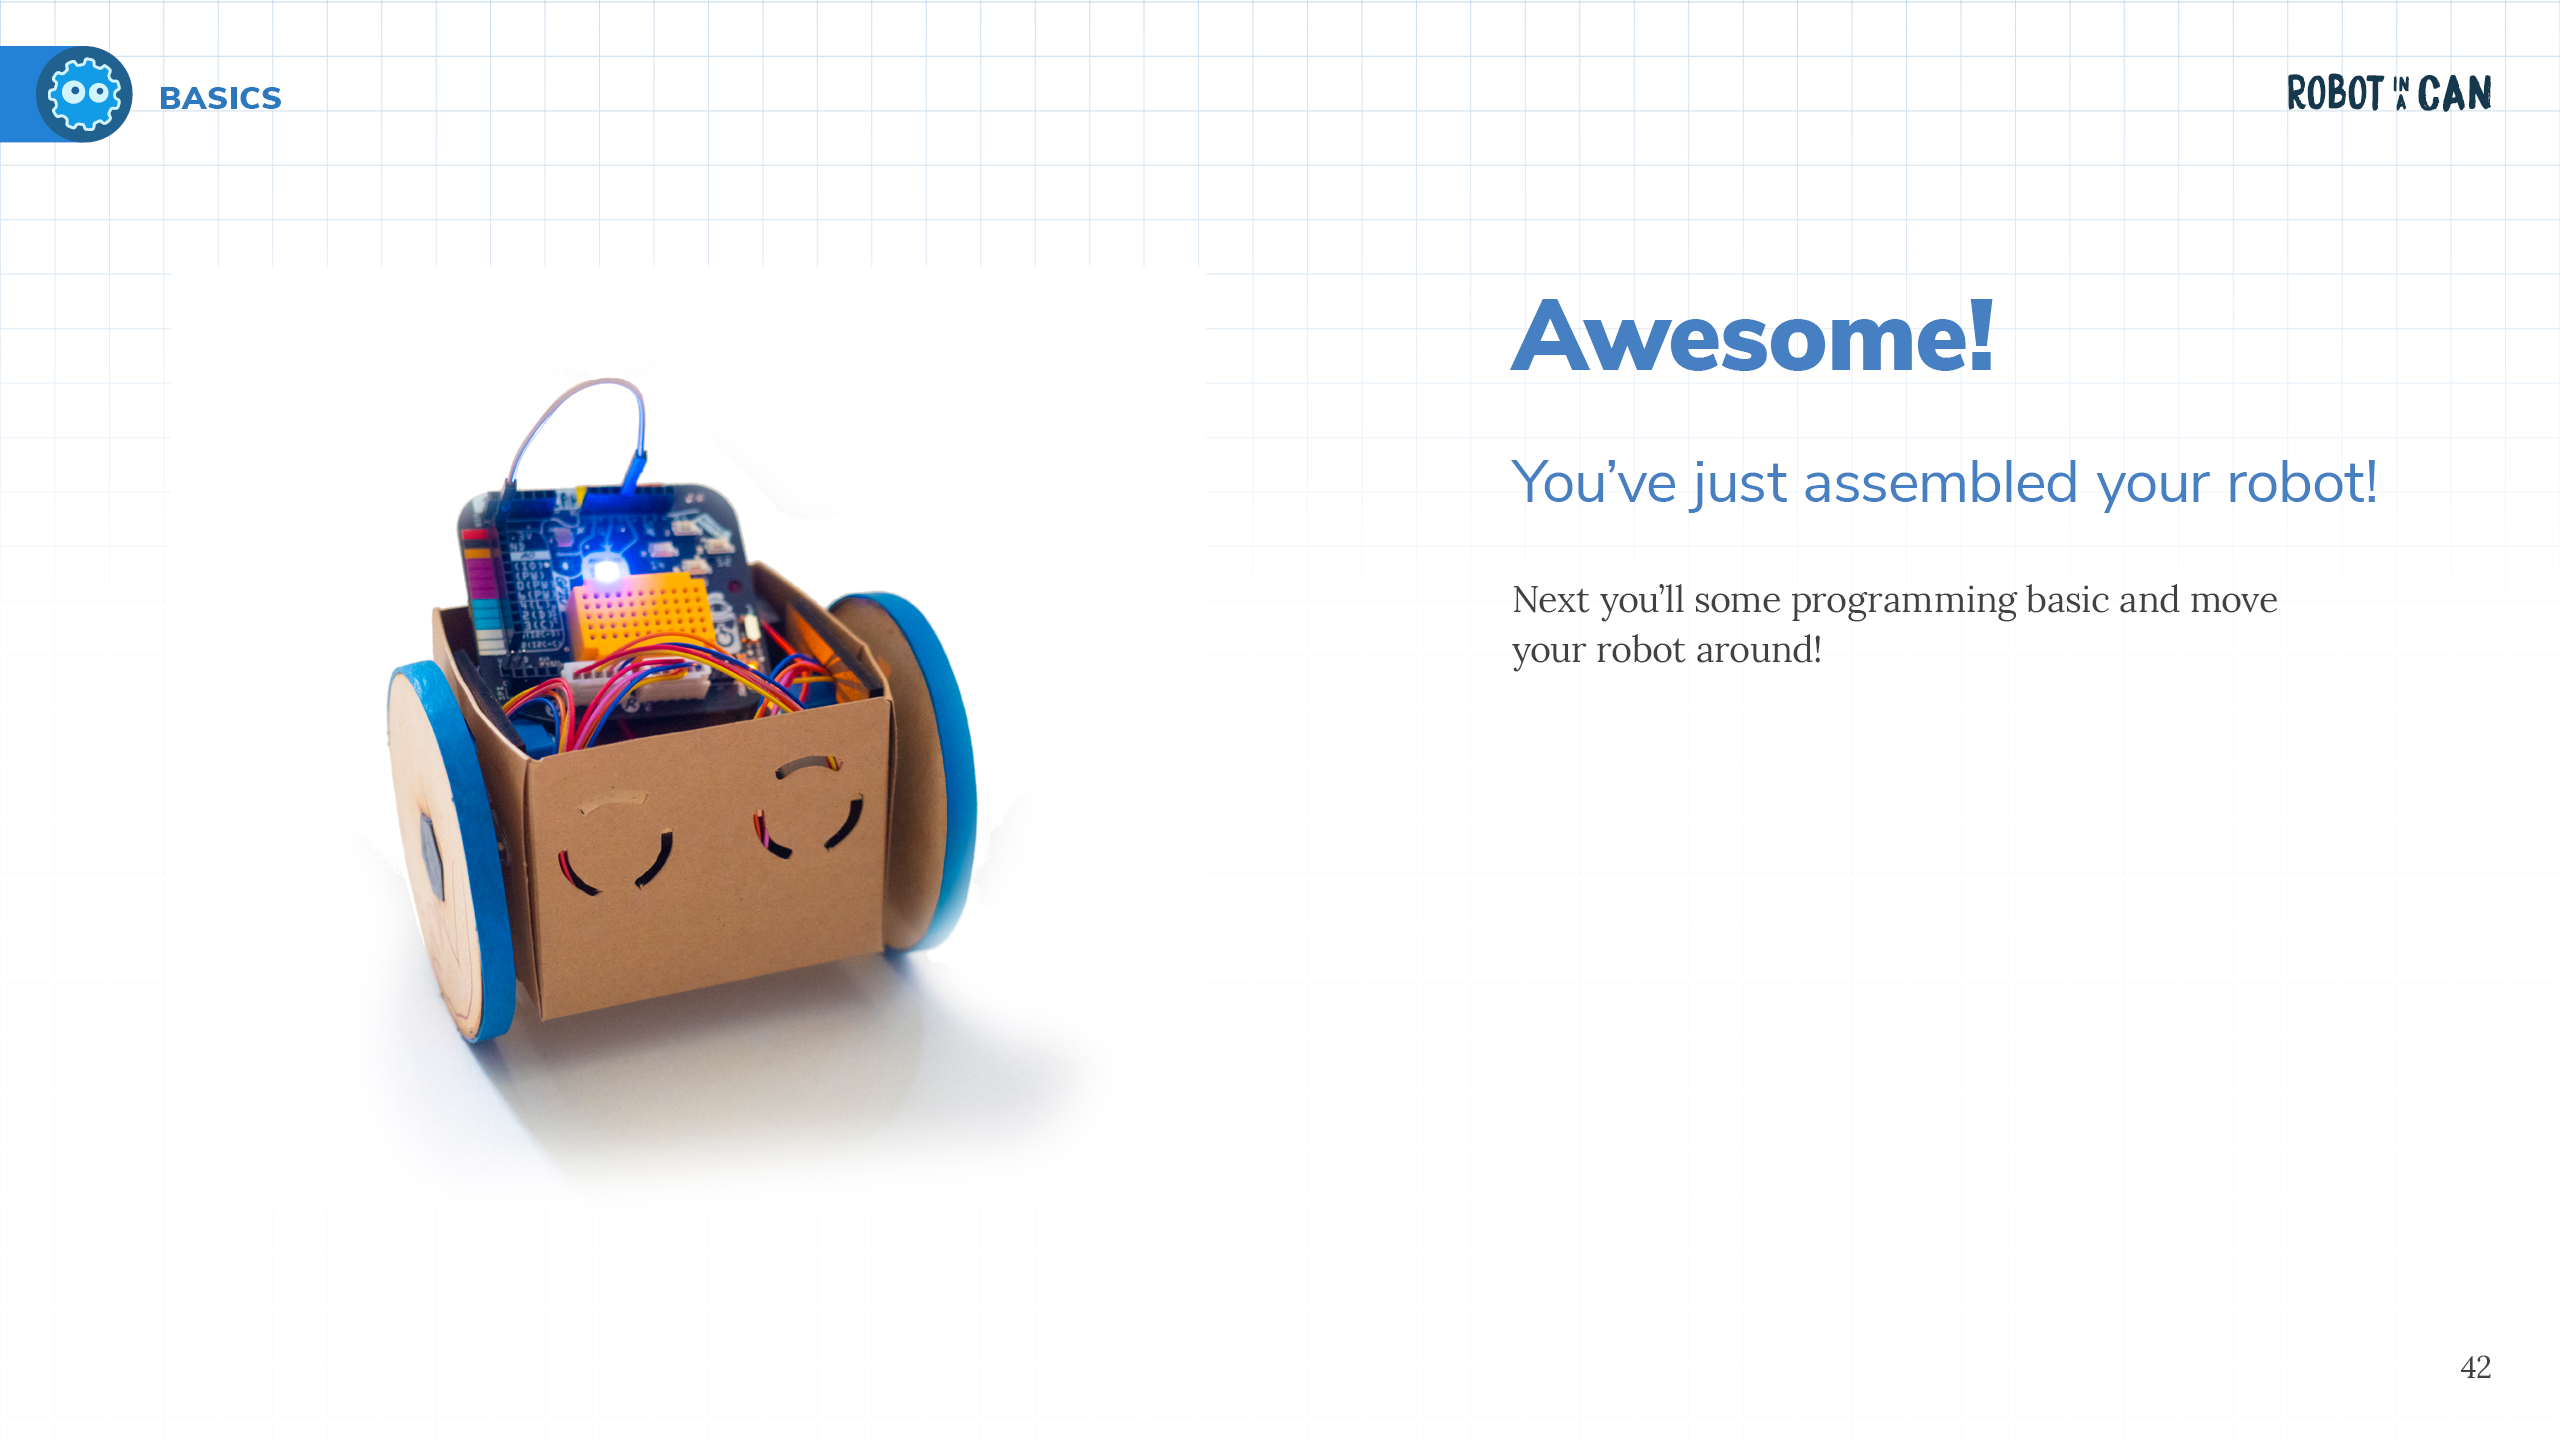 BASICS
ROBOT IN A CAN
Awesome!
You’ve just assembled your robot!
Next you’ll some programming basic and move
your robot around!
42